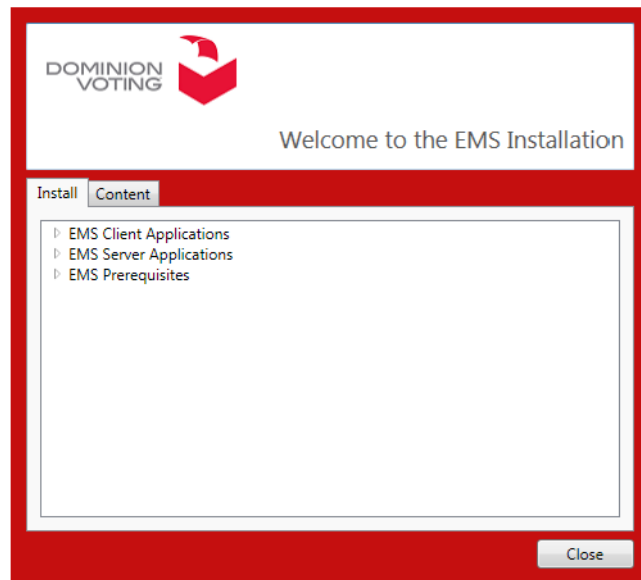 DOMINION
VOTING
Welcome to the EMS Installation
Install Content
EMS Client Applications
EMS Server Applications
EMS Prerequisites
Close